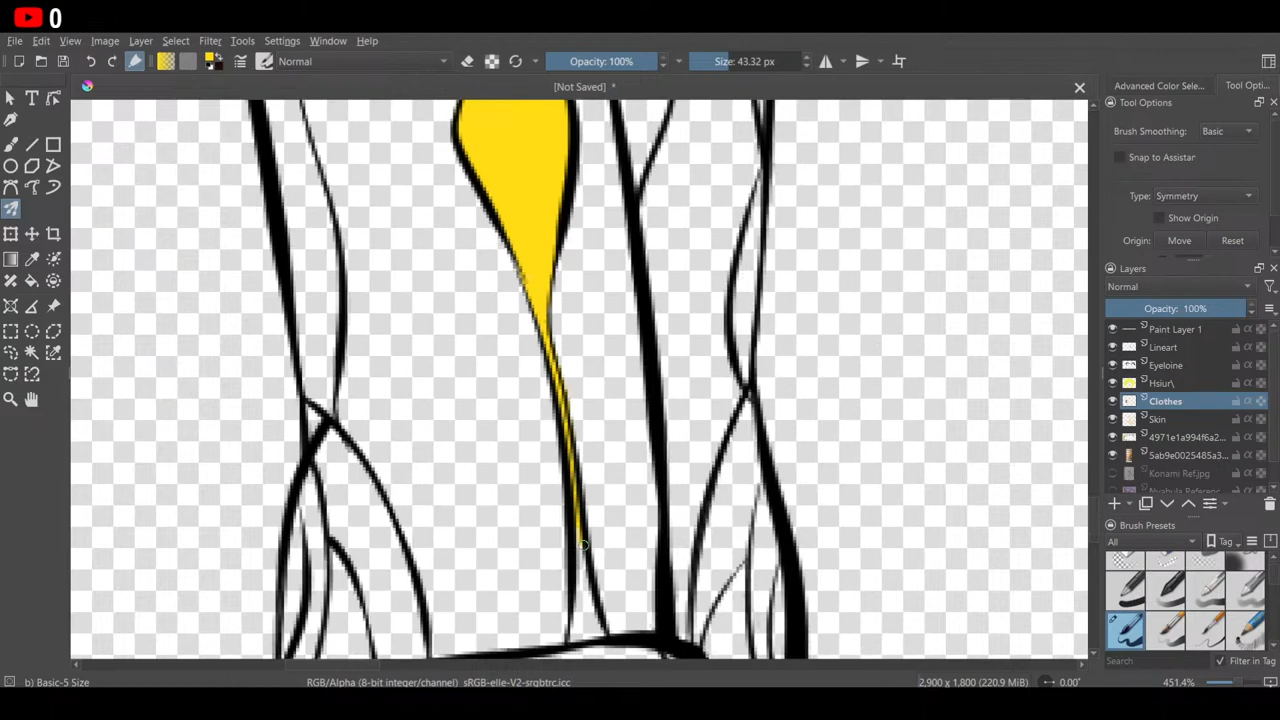 0
File Edit View Image Layer Select Filter Tools Settings Window Help
Normal
Opacity: 100%
Size: 43.32 px
[Not Saved] *
Advanced Color Sele...
Tool Opti...
Tool Options
Brush Smoothing: Basic
Snap to Assistar
Type: Symmetry
Show Origin
Origin: Move Reset
Layers
Normal
Opacity: 100%
Paint Layer 1
Lineart
Eyeloine
Hsiur\
Clothes
Skin
4971e1a994f6a2...
5ab9e0025485a3...
Konami Ref.jpg
Brush Presets
All
Tag
Search
Filter in Tag
b) Basic-5 Size
RGB/Alpha (8-bit integer/channel) sRGB-elle-V2-srgbtrc.icc
2,900 x 1,800 (220.9 MiB)
0.00°
451.4%